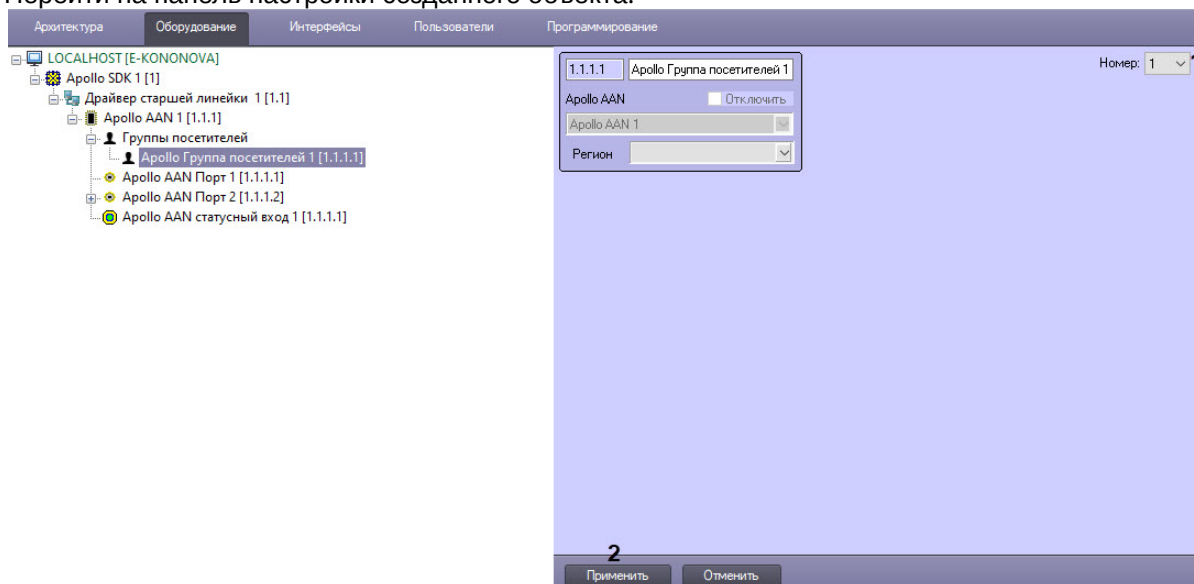 Перейти на панель настройки созданного объекта.
Архитектура Оборудование Интерфейсы Пользователи Программирование
LOCALHOST [E-KONONOVA]
Apollo SDK 1 [1]
Драйвер старшей линейки 1 [1.1]
Apollo AAN 1 [1.1.1]
Группы посетителей
Apollo Группа посетителей 1 [1.1.1.1]
Apollo AAN Порт 1 [1.1.1.1]
Apollo AAN Порт 2 [1.1.1.2]
Apollo AAN статусный вход 1 [1.1.1.1]
1.1.1.1 Apollo Группа посетителей 1
Apollo AAN Отключить
Apollo AAN 1
Регион
Номер: 1
2
Применить Отменить